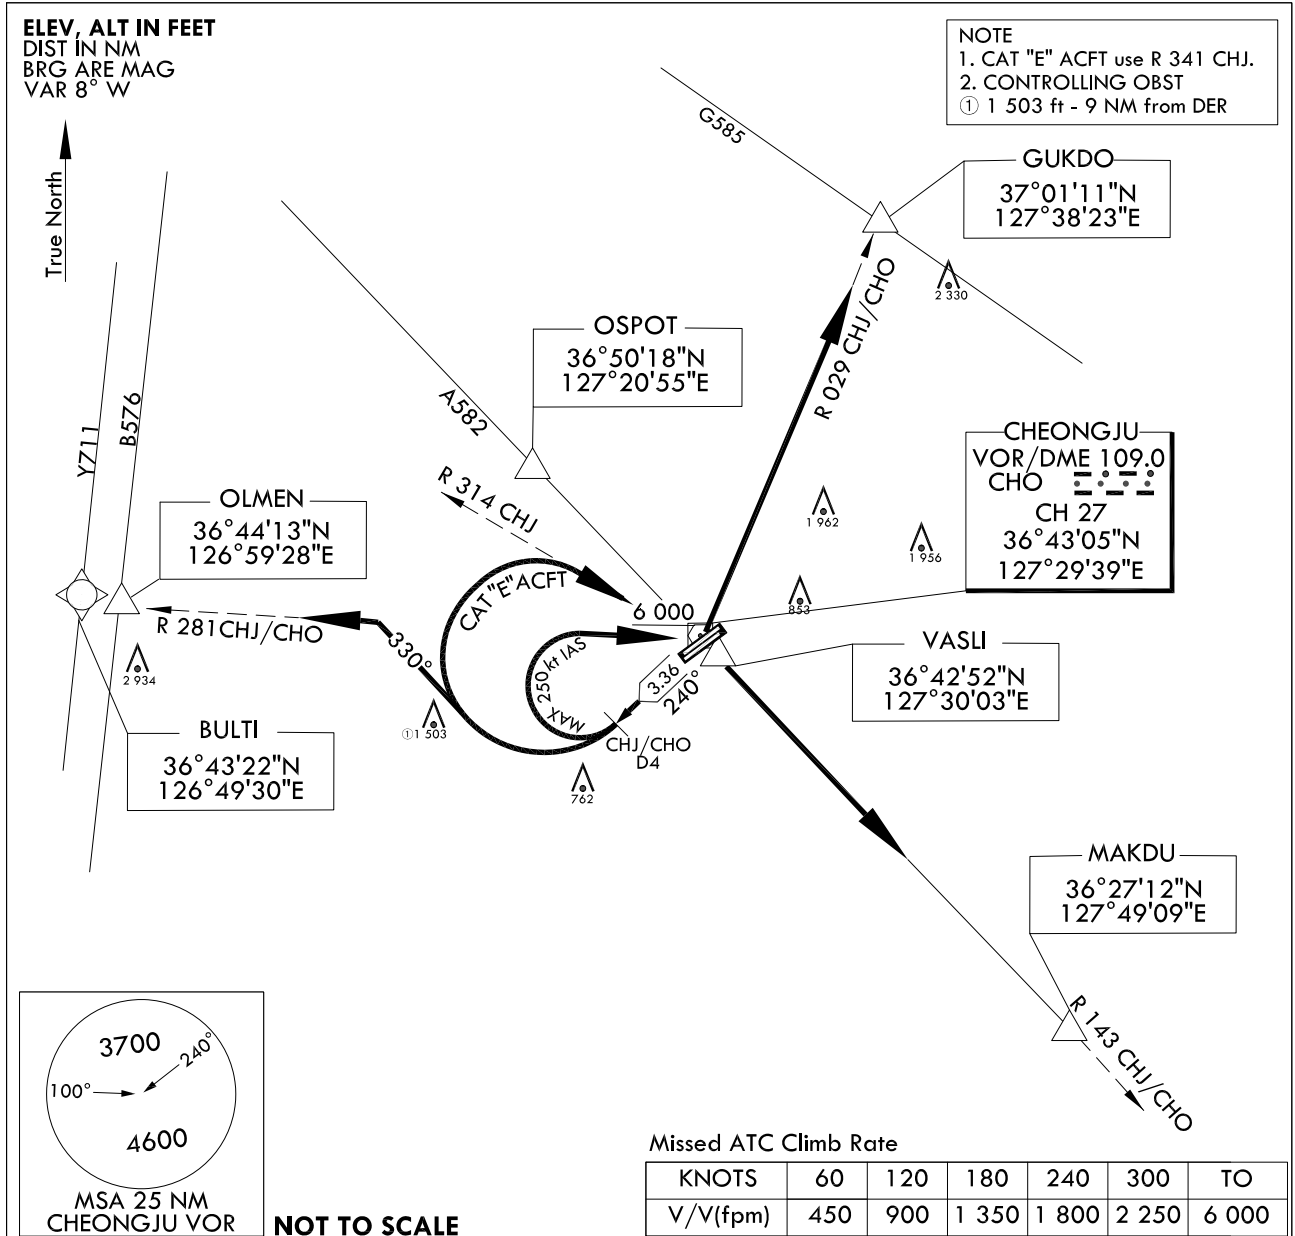 ELEV, ALT IN FEET
DIST IN NM
BRG ARE MAG
VAR 8° W
True North
NOTE
1. CAT "E" ACFT use R 341 CHJ.
2. CONTROLLING OBST
① 1 503 ft - 9 NM from DER
G585
GUKDO
37°01'11"N
127°38'23"E
2 330
R 029 CHJ/CHO
OSPOT
36°50'18"N
127°20'55"E
A582
Y711
B576
R 314 CHJ
CHEONGJU
VOR/DME 109.0
CHO
CH 27
36°43'05"N
127°29'39"E
1 962
1 956
853
OLMEN
36°44'13"N
126°59'28"E
R 281CHJ/CHO
330°
CAT "E" ACFT
6 000
MAX 250 kt IAS
3.36
240°
CHJ/CHO
D4
VASLI
36°42'52"N
127°30'03"E
2 934
①1 503
762
BULTI
36°43'22"N
126°49'30"E
MAKDU
36°27'12"N
127°49'09"E
R 143 CHJ/CHO
3700
240°
100°
4600
MSA 25 NM
CHEONGJU VOR
NOT TO SCALE
Missed ATC Climb Rate
KNOTS 60 120 180 240 300 TO
V/V(fpm) 450 900 1 350 1 800 2 250 6 000